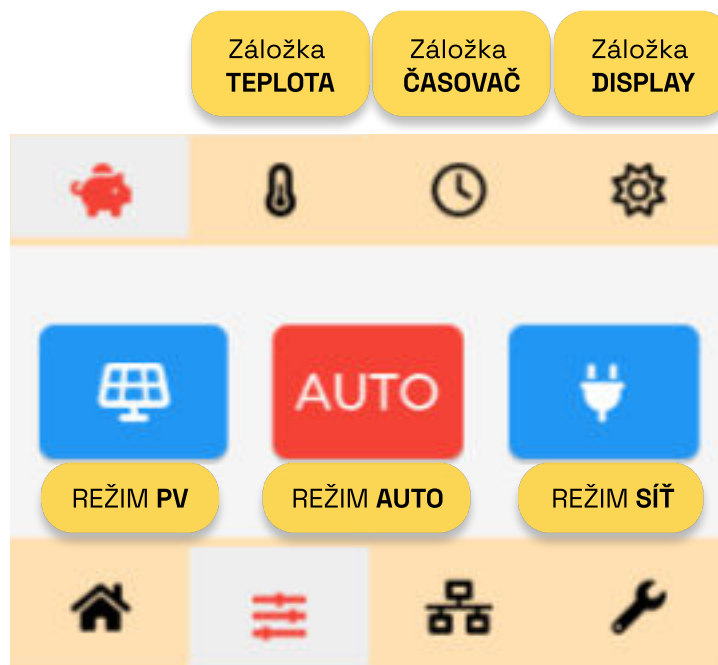 Záložka
TEPLOTA
Záložka
ČASOVAČ
Záložka
DISPLAY
AUTO
REŽIM PV
REŽIM AUTO
REŽIM SÍŤ